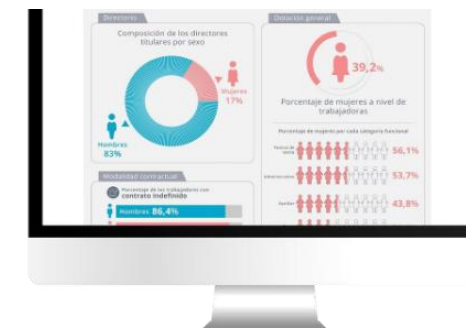 Directorio
Composición de los directores
titulares por sexo
Mujeres
17%
Hombres
83%
Modalidad contractual
Porcentaje de los trabajadores con
contrato indefinido
Hombres 86,4%
Dotación general
39,2%
Porcentaje de mujeres a nivel de
trabajadoras
Porcentaje de mujeres por cada categoría funcional
56,1%
53,7%
43,8%